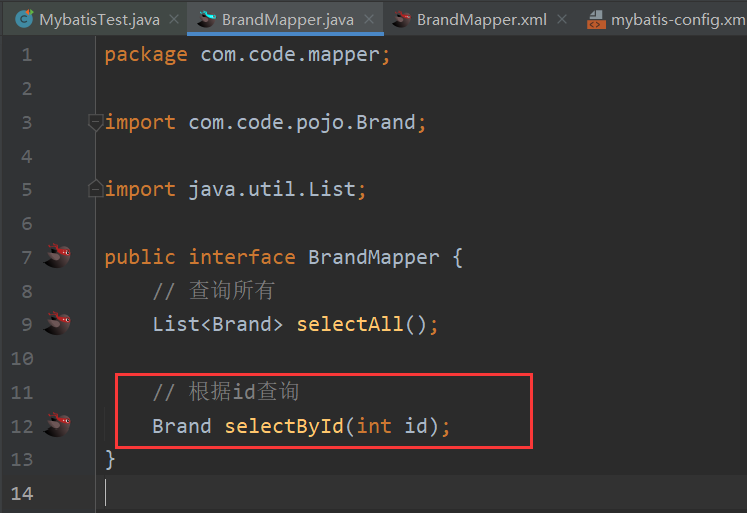 MybatisTest.java BrandMapper.java BrandMapper.xml mybatis-config.xm
1 package com.code.mapper;
2
3 import com.code.pojo.Brand;
4
5 import java.util.List;
6
7 public interface BrandMapper {
8 // 查询所有
9 List<Brand> selectAll();
10
11 // 根据id查询
12 Brand selectById(int id);
13 }
14